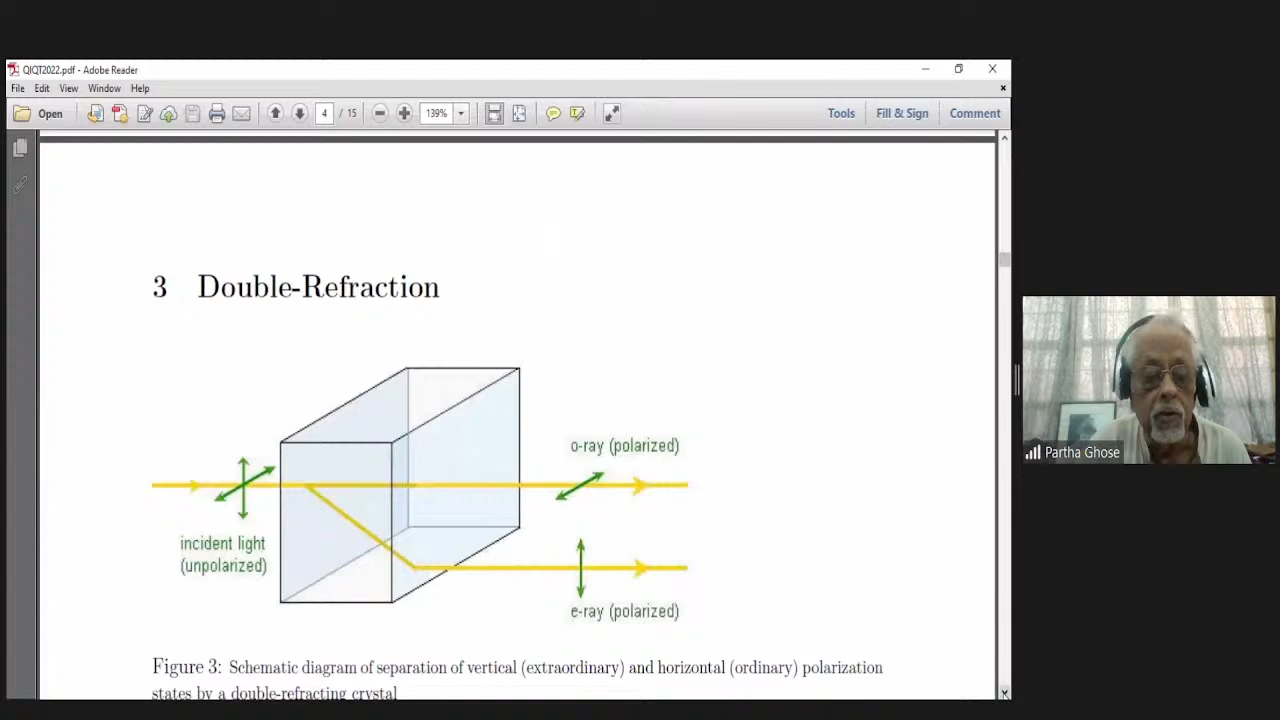 QIQT2022.pdf - Adobe Reader
File Edit View Window Help
Open 4 / 15 139% Tools Fill & Sign Comment
3 Double-Refraction
o-ray (polarized)
incident light
(unpolarized)
e-ray (polarized)
Figure 3: Schematic diagram of separation of vertical (extraordinary) and horizontal (ordinary) polarization
states by a double-refracting crystal
Partha Ghose